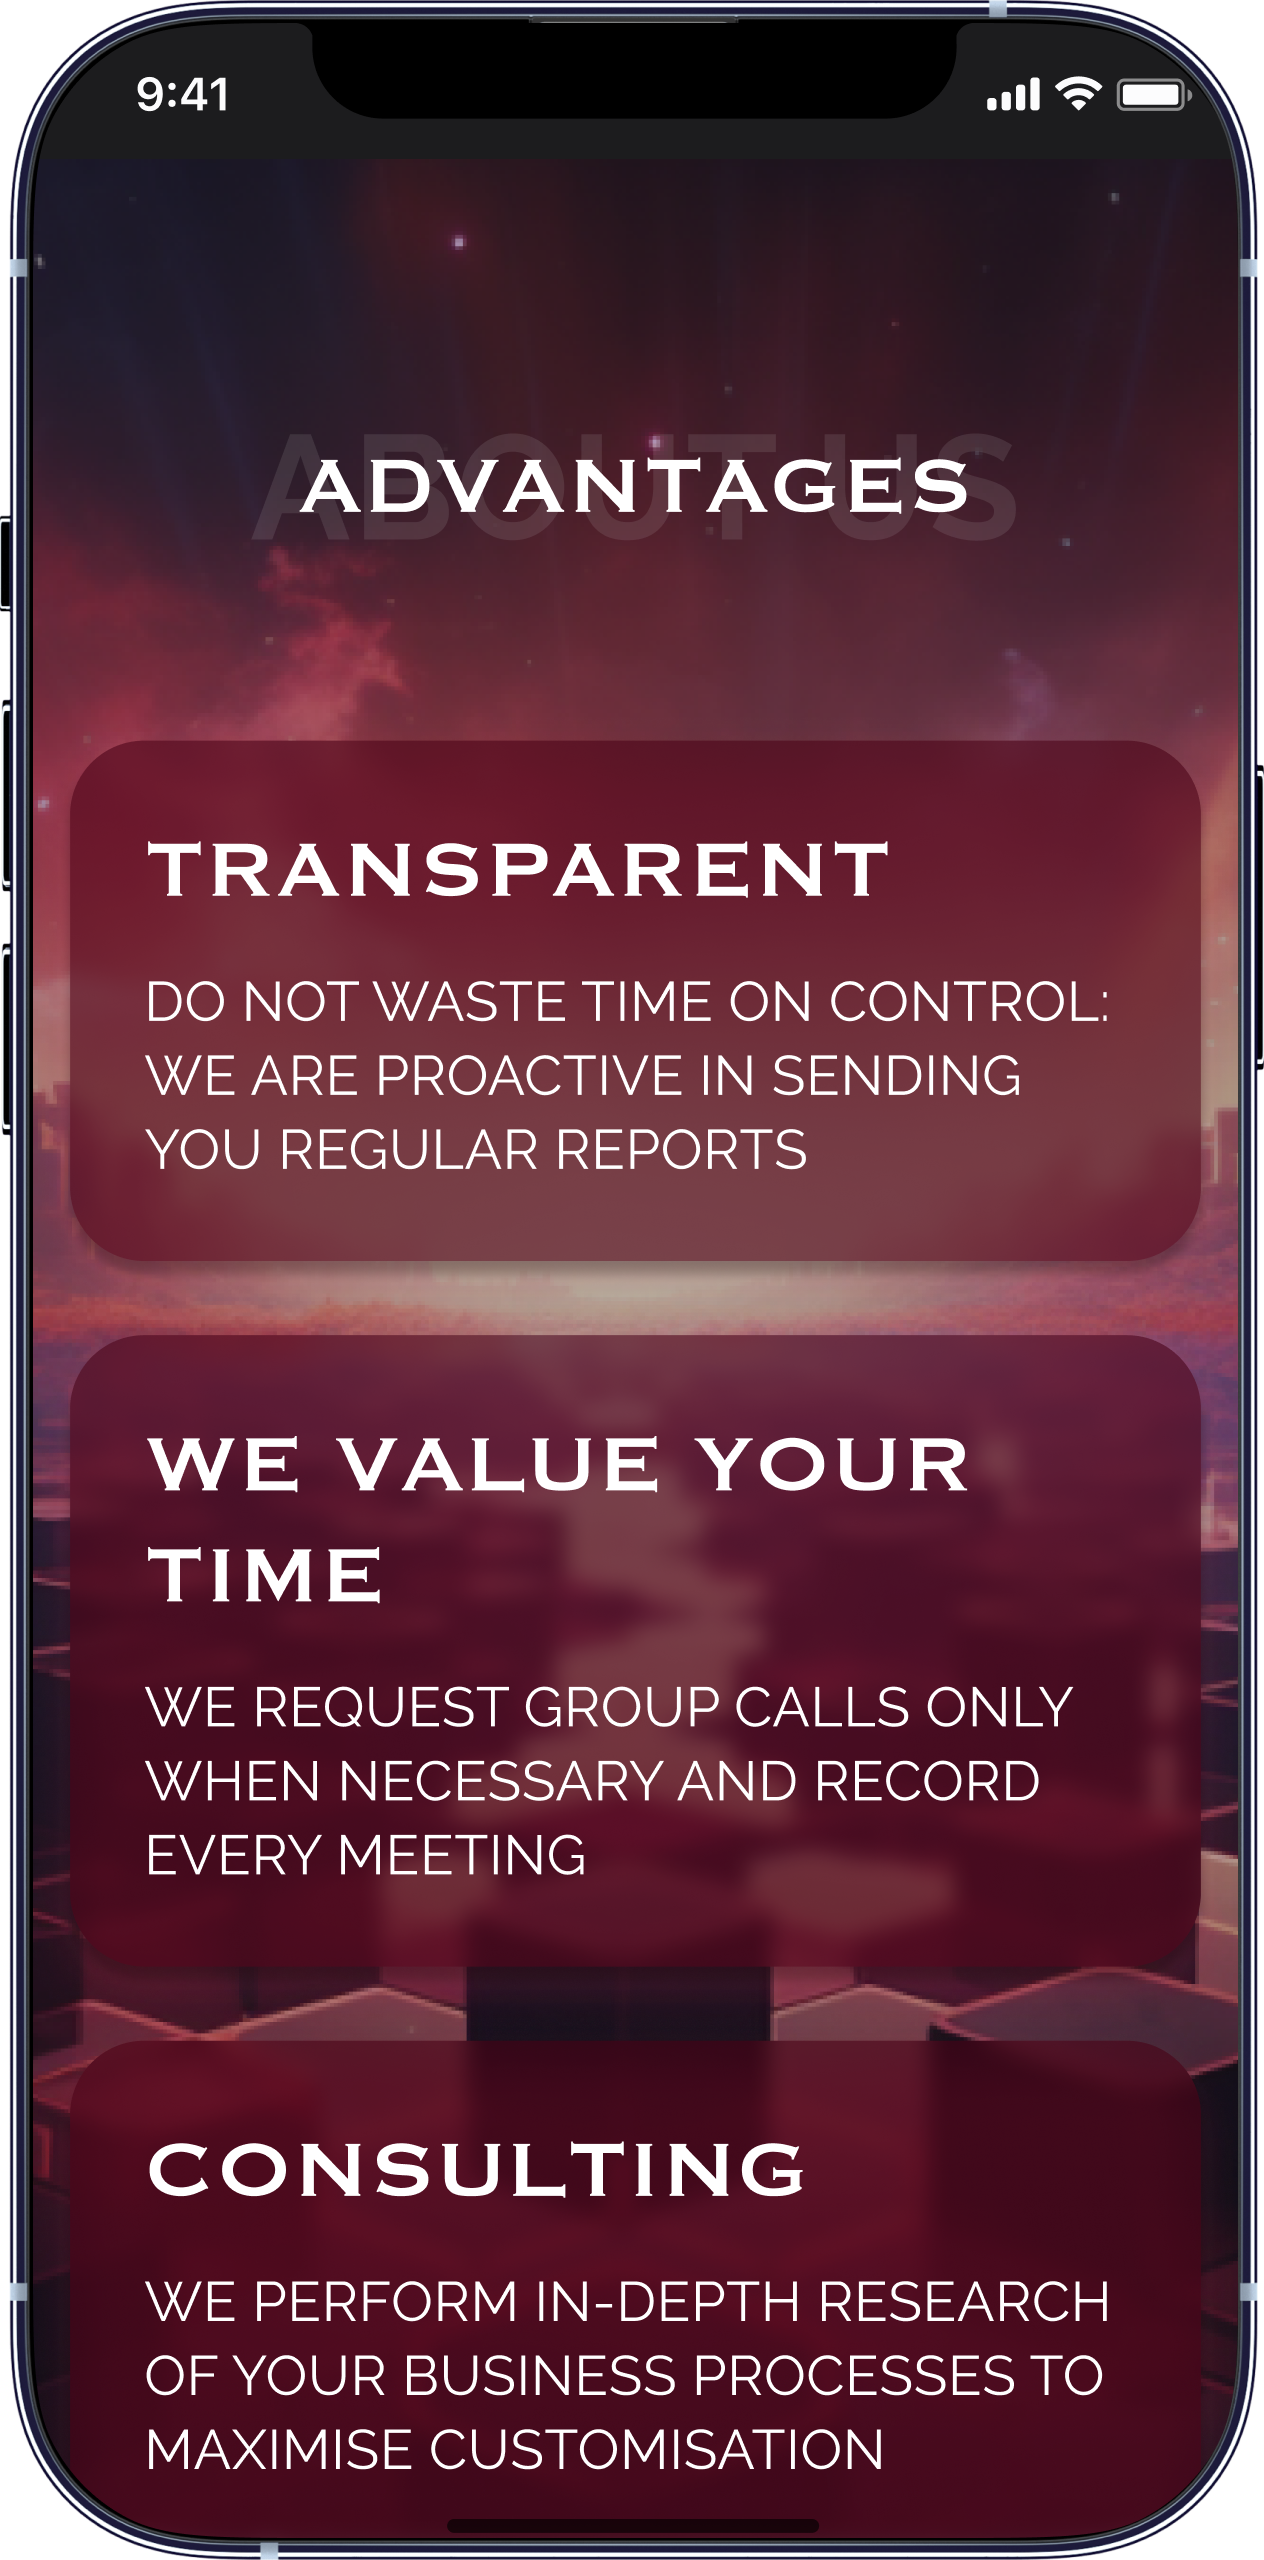 9:41
ABOUT US
ADVANTAGES
TRANSPARENT
DO NOT WASTE TIME ON CONTROL:
WE ARE PROACTIVE IN SENDING
YOU REGULAR REPORTS
WE VALUE YOUR
TIME
WE REQUEST GROUP CALLS ONLY
WHEN NECESSARY AND RECORD
EVERY MEETING
CONSULTING
WE PERFORM IN-DEPTH RESEARCH
OF YOUR BUSINESS PROCESSES TO
MAXIMISE CUSTOMISATION